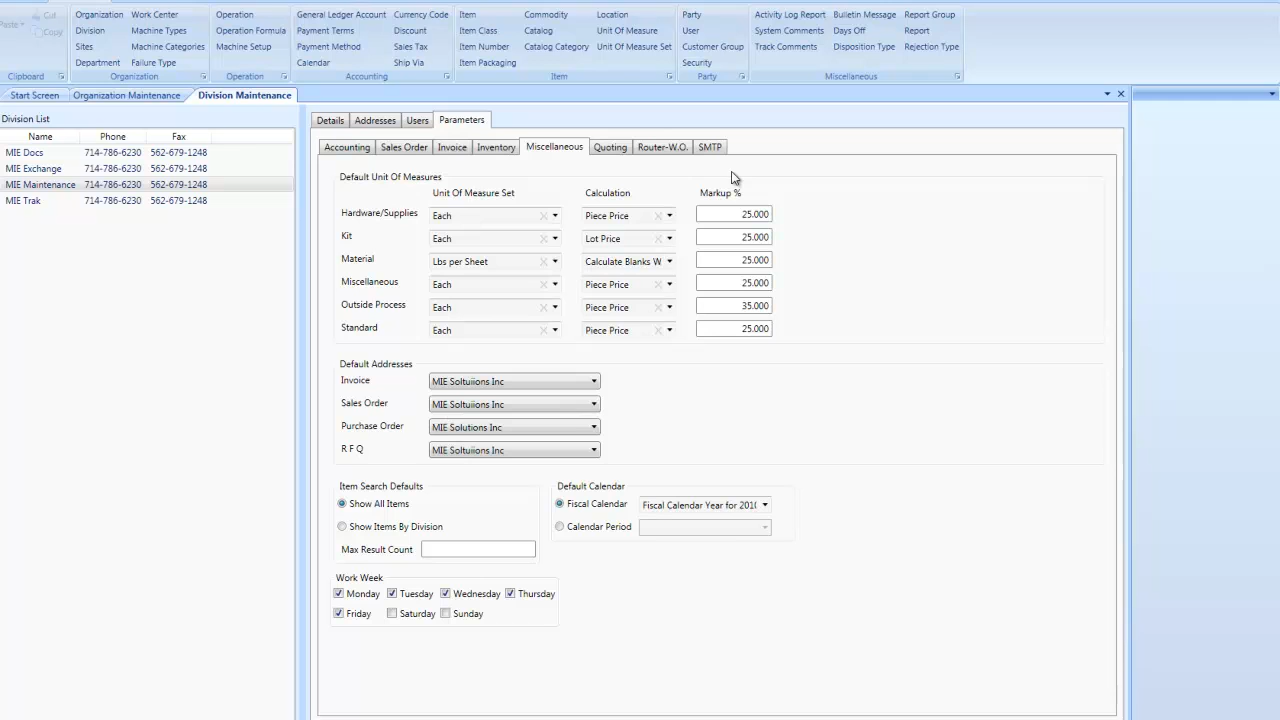 Cut
Paste
Copy
Clipboard
Organization Work Center
Division Machine Types
Sites Machine Categories
Department Failure Type
Organization
Operation
Operation Formula
Machine Setup
Operation
General Ledger Account Currency Code
Payment Terms Discount
Payment Method Sales Tax
Calendar Ship Via
Accounting
Item Commodity Location
Item Class Catalog Unit Of Measure
Item Number Catalog Category Unit Of Measure Set
Item Packaging
Item
Party
User
Customer Group
Security
Party
Activity Log Report Bulletin Message Report Group
System Comments Days Off Report
Track Comments Disposition Type Rejection Type
Miscellaneous
Start Screen Organization Maintenance Division Maintenance
Division List
Name Phone Fax
MIE Docs 714-786-6230 562-679-1248
MIE Exchange 714-786-6230 562-679-1248
MIE Maintenance 714-786-6230 562-679-1248
MIE Trak 714-786-6230 562-679-1248
Details Addresses Users Parameters
Accounting Sales Order Invoice Inventory Miscellaneous Quoting Router-W.O. SMTP
Default Unit Of Measures
Unit Of Measure Set Calculation Markup %
Hardware/Supplies Each Piece Price 25.000
Kit Each Lot Price 25.000
Material Lbs per Sheet Calculate Blanks W 25.000
Miscellaneous Each Piece Price 25.000
Outside Process Each Piece Price 35.000
Standard Each Piece Price 25.000
Default Addresses
Invoice MIE Soltuiions Inc
Sales Order MIE Soltuiions Inc
Purchase Order MIE Solutions Inc
R F Q MIE Soltuiions Inc
Item Search Defaults
Show All Items
Show Items By Division
Max Result Count
Default Calendar
Fiscal Calendar Fiscal Calendar Year for 201(
Calendar Period
Work Week
Monday Tuesday Wednesday Thursday
Friday Saturday Sunday